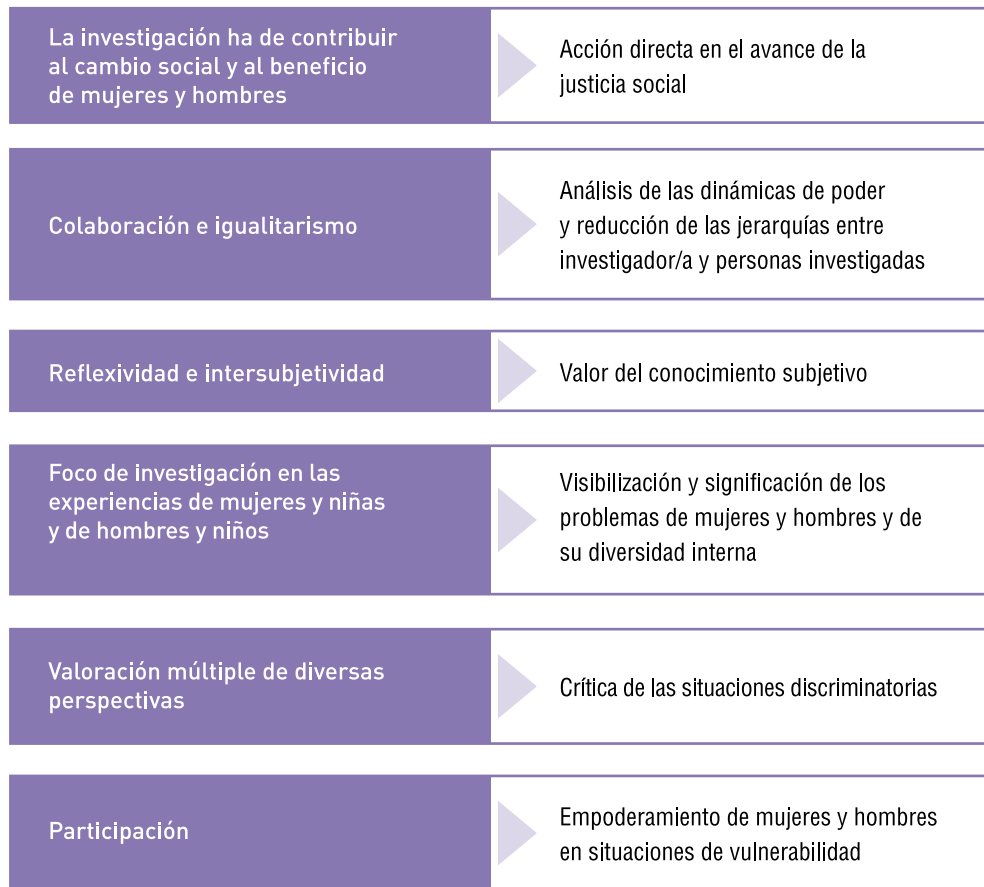 La investigación ha de contribuir
al cambio social y al beneficio
de mujeres y hombres
Acción directa en el avance de la
justicia social
Colaboración e igualitarismo
Análisis de las dinámicas de poder
y reducción de las jerarquías entre
investigador/a y personas investigadas
Reflexividad e intersubjetividad
Valor del conocimiento subjetivo
Foco de investigación en las
experiencias de mujeres y niñas
y de hombres y niños
Visibilización y significación de los
problemas de mujeres y hombres y de
su diversidad interna
Valoración múltiple de diversas
perspectivas
Crítica de las situaciones discriminatorias
Participación
Empoderamiento de mujeres y hombres
en situaciones de vulnerabilidad